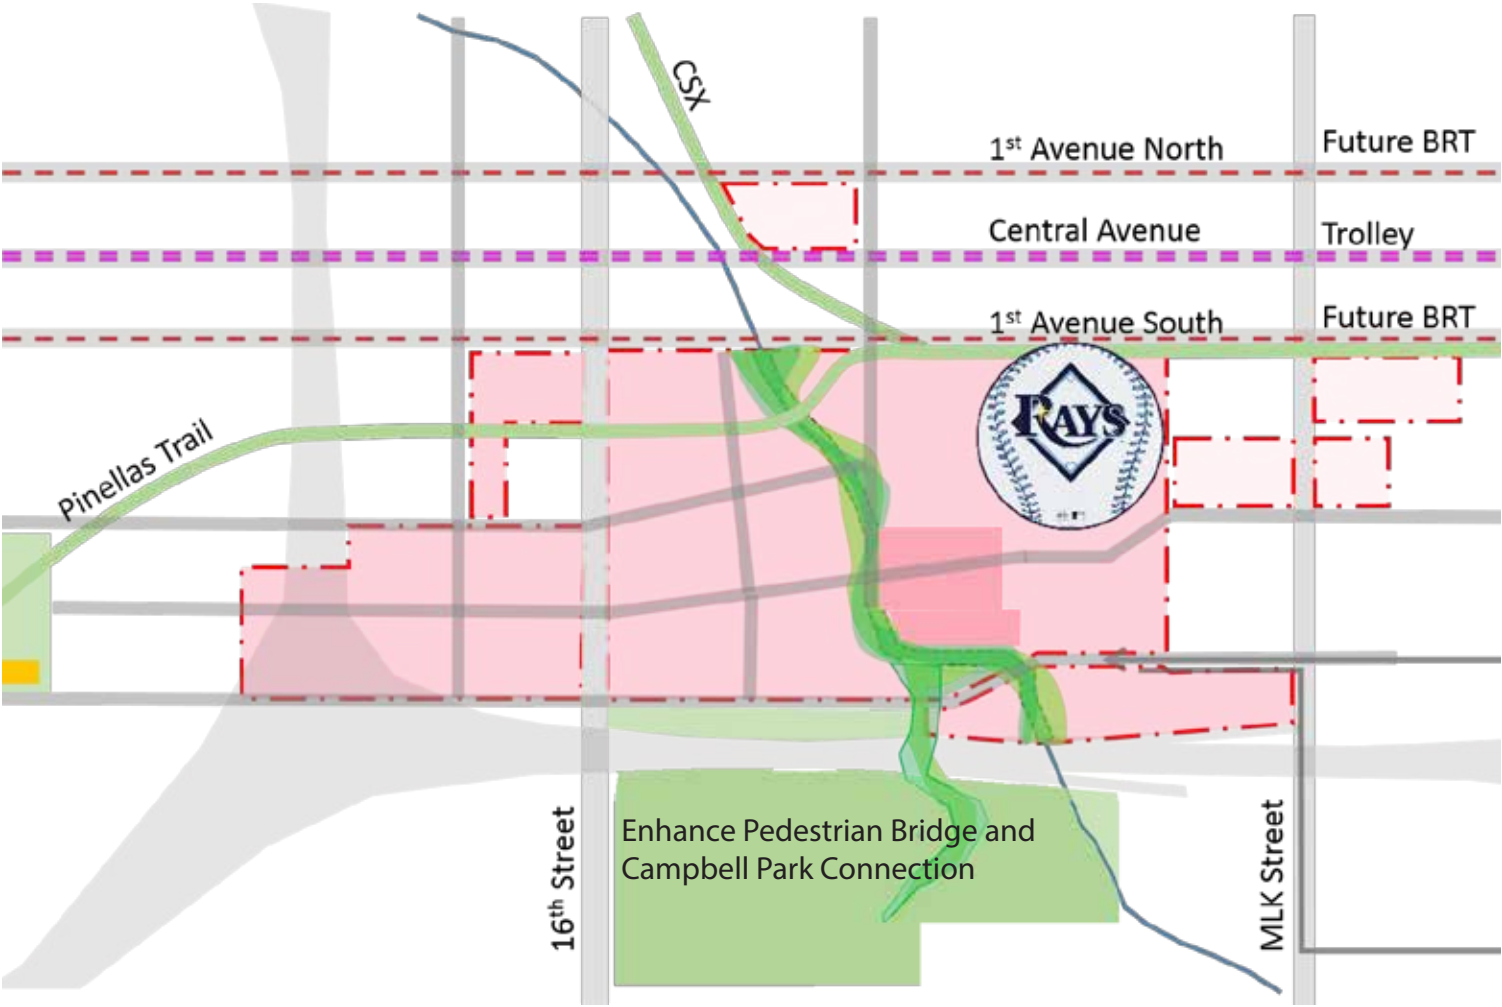 CSX
1st Avenue North
Future BRT
Central Avenue
Trolley
1st Avenue South
Future BRT
RAYS
Pinellas Trail
Enhance Pedestrian Bridge and
Campbell Park Connection
16th Street
MLK Street